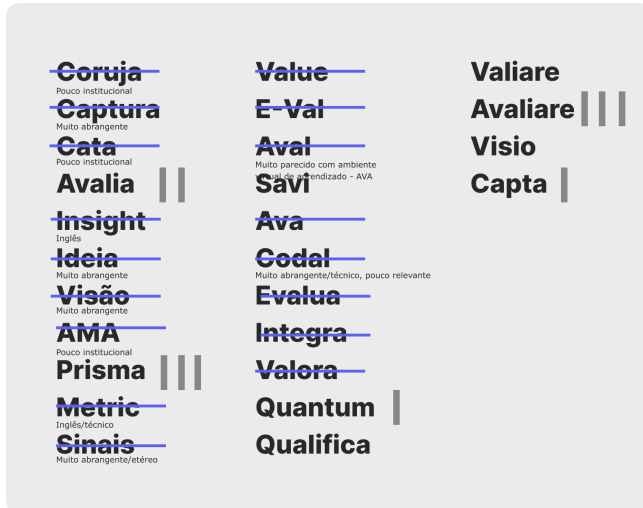 Coruja
Pouco institucional
Captura
Muito abrangente
Cata
Pouco institucional
Avalia
Insight
Inglês
Ideia
Muito abrangente
Visão
Muito abrangente
AMA
Pouco institucional
Prisma
Metric
Inglês/técnico
Sinais
Muito abrangente/etéreo
Value
E-Val
Aval
Muito parecido com ambiente
virtual de aprendizado - AVA
Savi
Ava
Codal
Muito abrangente/técnico, pouco relevante
Evalua
Integra
Valora
Quantum
Qualifica
Valiare
Avaliare
Visio
Capta